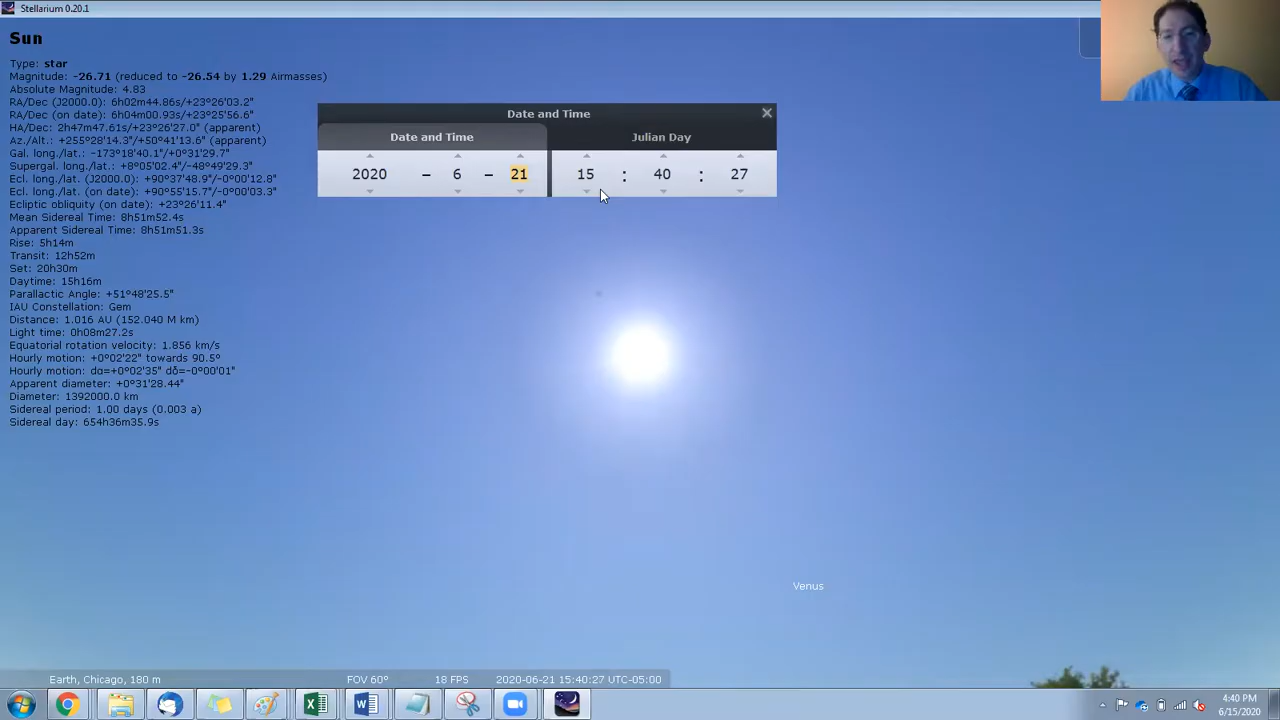 Stellarium 0.20.1
Sun
Type: star
Magnitude: -26.71 (reduced to -26.54 by 1.29 Airmasses)
Absolute Magnitude: 4.83
RA/Dec (J2000.0): 6h02m44.86s/+23°26'03.2"
RA/Dec (on date): 6h04m00.93s/+23°25'56.6"
HA/Dec: 2h47m47.61s/+23°26'27.0" (apparent)
Az./Alt.: +255°28'14.3"/+50°41'13.6" (apparent)
Gal. long./lat.: -173°18'40.1"/+0°31'29.7"
Supergal. long./lat.: +8°05'02.4"/-48°49'29.3"
Ecl. long./lat. (J2000.0): +90°37'48.9"/-0°00'12.8"
Ecl. long./lat. (on date): +90°55'15.7"/-0°00'03.3"
Ecliptic obliquity (on date): +23°26'11.4"
Mean Sidereal Time: 8h51m52.4s
Apparent Sidereal Time: 8h51m51.3s
Rise: 5h14m
Transit: 12h52m
Set: 20h30m
Daytime: 15h16m
Parallactic Angle: +51°48'25.5"
IAU Constellation: Gem
Distance: 1.016 AU (152.040 M km)
Light time: 0h08m27.2s
Equatorial rotation velocity: 1.856 km/s
Hourly motion: +0°02'22" towards 90.5°
Hourly motion: dα=+0°02'35" dδ=-0°00'01"
Apparent diameter: +0°31'28.44"
Diameter: 1392000.0 km
Sidereal period: 1.00 days (0.003 a)
Sidereal day: 654h36m35.9s
Date and Time
Date and Time Julian Day
2020 – 6 – 21 15 : 40 : 27
Venus
Earth, Chicago, 180 m FOV 60° 18 FPS 2020-06-21 15:40:27 UTC-05:00
4:40 PM
6/15/2020